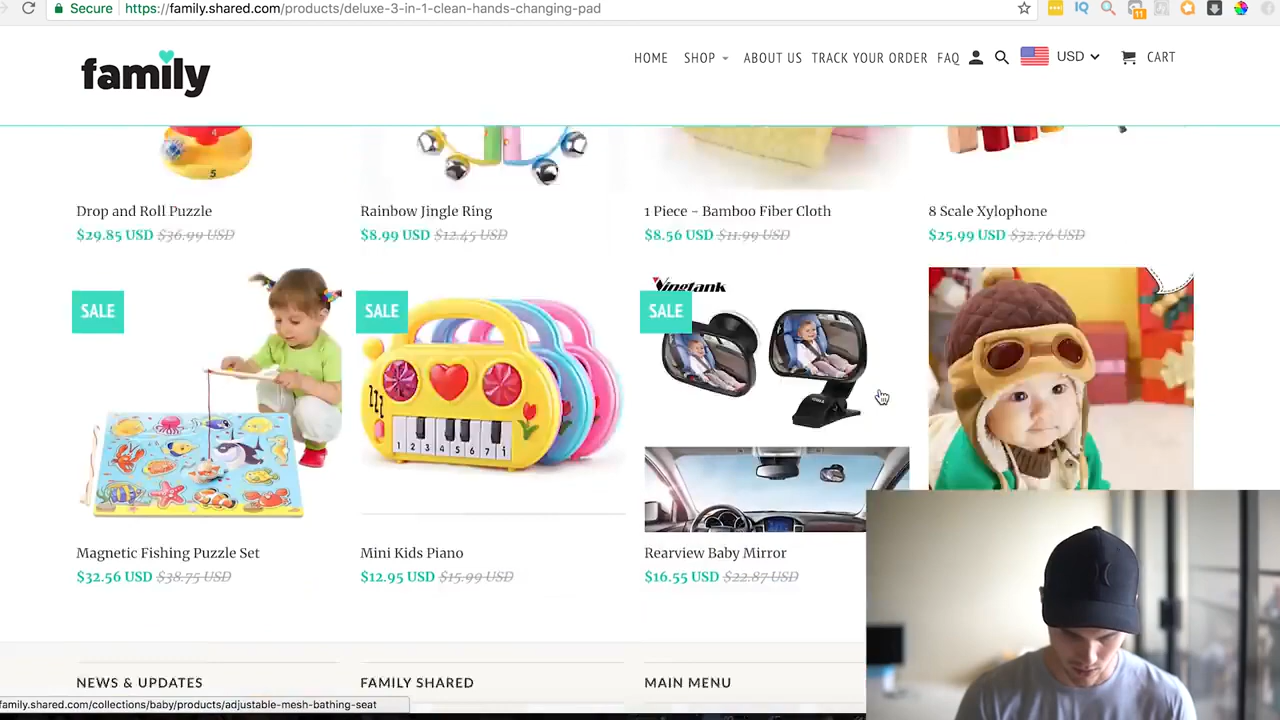 Secure
https://family.shared.com/products/deluxe-3-in-1-clean-hands-changing-pad
11
family
HOME SHOP ABOUT US TRACK YOUR ORDER FAQ USD CART
4
5
Drop and Roll Puzzle
$29.85 USD $36.99 USD
Rainbow Jingle Ring
$8.99 USD $12.45 USD
1 Piece - Bamboo Fiber Cloth
$8.56 USD $11.99 USD
8 Scale Xylophone
$25.99 USD $32.76 USD
SALE
SALE
SALE
Vingtank
Magnetic Fishing Puzzle Set
$32.56 USD $38.75 USD
Mini Kids Piano
$12.95 USD $15.99 USD
Rearview Baby Mirror
$16.55 USD $22.87 USD
NEWS & UPDATES
FAMILY SHARED
MAIN MENU
family.shared.com/collections/baby/products/adjustable-mesh-bathing-seat